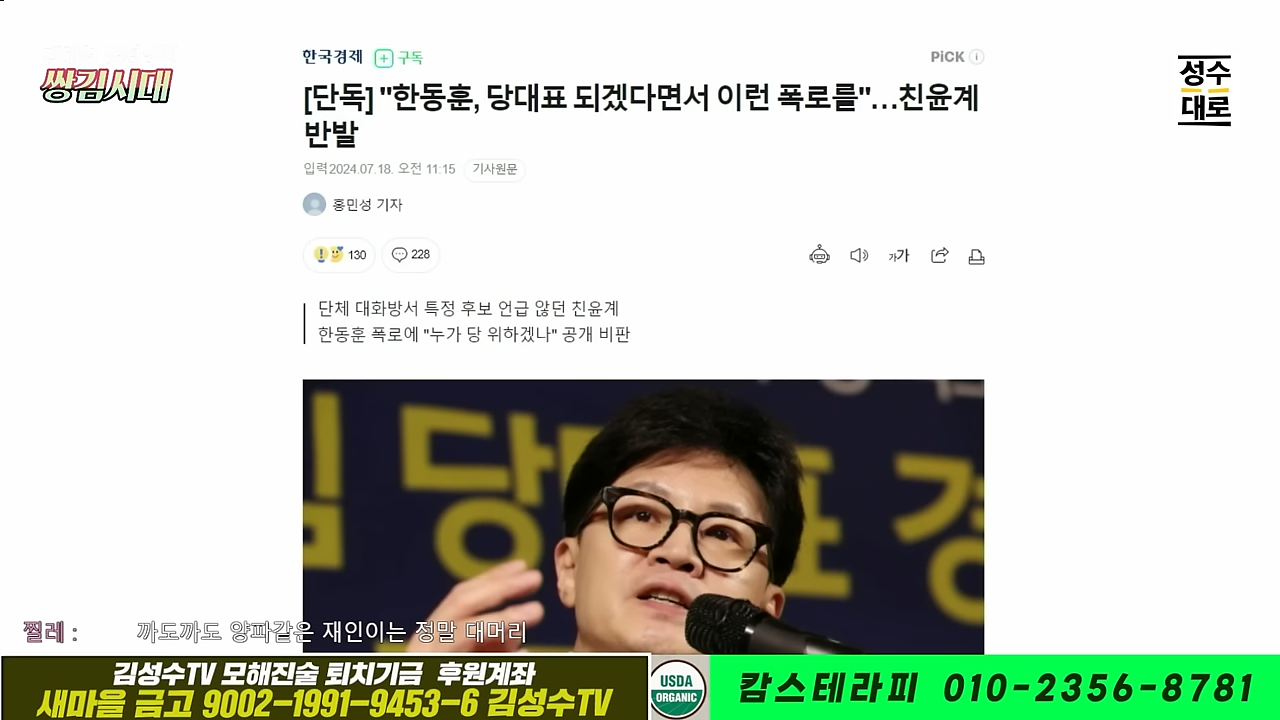 쌍김시대
한국경제 구독
PiCK
성수
대로
[단독] "한동훈, 당대표 되겠다면서 이런 폭로를"…친윤계
반발
입력2024.07.18. 오전 11:15 기사원문
홍민성 기자
130 228
가가
단체 대화방서 특정 후보 언급 않던 친윤계
한동훈 폭로에 "누가 당 위하겠나" 공개 비판
당 표 경
찔레 : 까도까도 양파같은 재인이는 정말 대머리
김성수TV 모해진술 퇴치기금 후원계좌
새마을 금고 9002-1991-9453-6 김성수TV
USDA
ORGANIC
캄스테라피 010-2356-8781